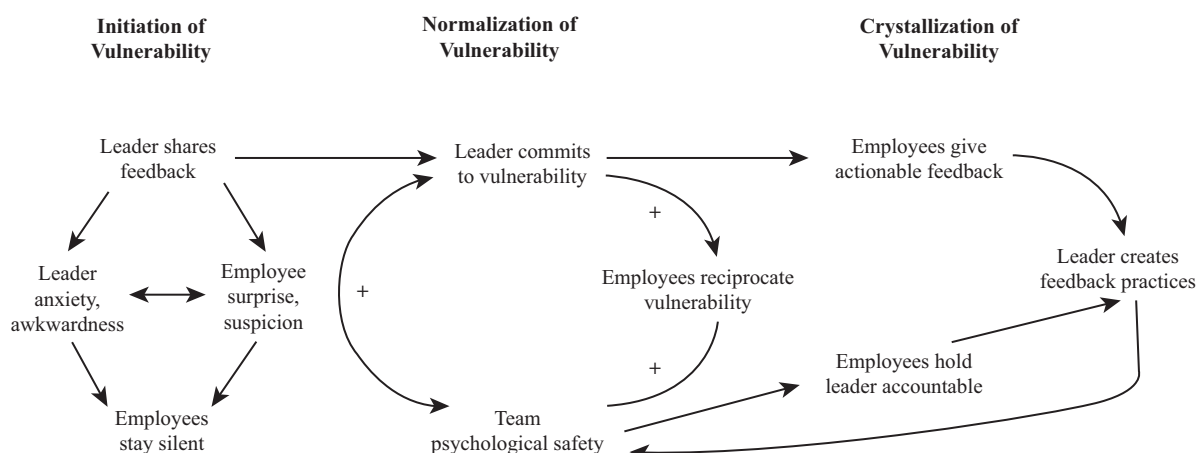 Initiation of
Vulnerability
Normalization of
Vulnerability
Crystallization of
Vulnerability
Leader shares
feedback
Leader commits
to vulnerability
Employees give
actionable feedback
+
Leader
anxiety,
awkwardness
Employee
surprise,
suspicion
+
Employees reciprocate
vulnerability
Leader creates
feedback practices
+
Employees hold
leader accountable
Employees
stay silent
Team
psychological safety